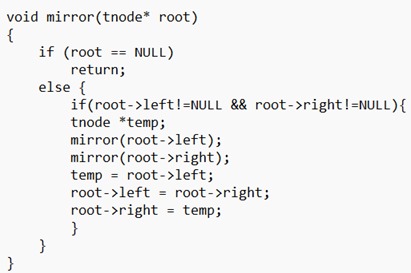 void mirror(tnode* root)
{
    if (root == NULL)
        return;
    else {
        if(root->left!=NULL && root->right!=NULL){
        tnode *temp;
        mirror(root->left);
        mirror(root->right);
        temp = root->left;
        root->left = root->right;
        root->right = temp;
        }
    }
}